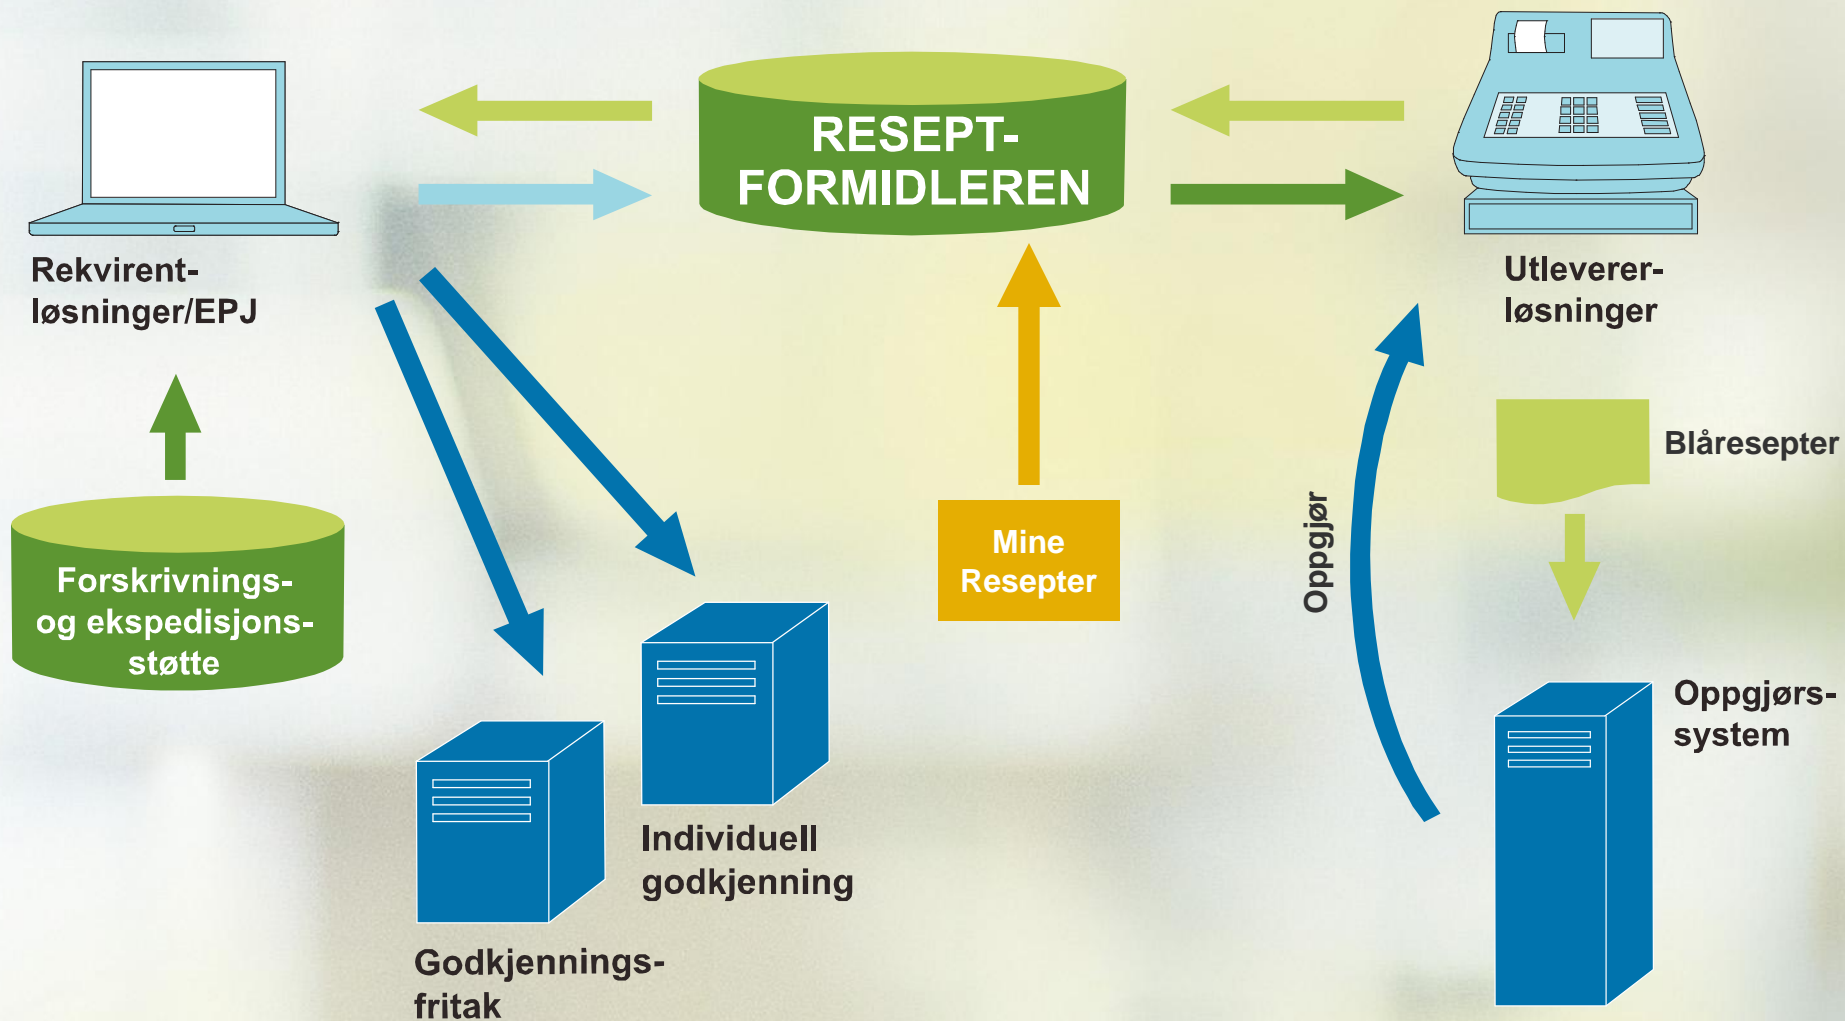 RESEPT-
FORMIDLEREN
Rekvirent-
løsninger/EPJ
Utleverer-
løsninger
Blåresepter
Oppgjør
Mine
Resepter
Forskrivnings-
og ekspedisjons-
støtte
Oppgjørs-
system
Individuell
godkjenning
Godkjennings-
fritak